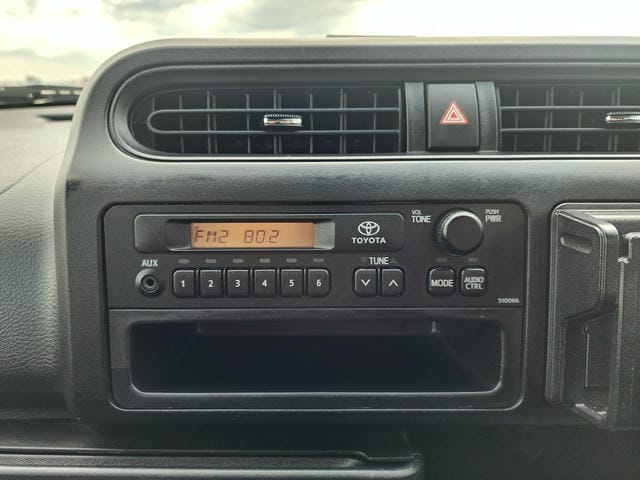 FM2 80.2
TOYOTA
VOL
TONE
PUSH
PWR
AUX
1 2 3 4 5 6
TUNE
MODE
AUDIO
CTRL
510066